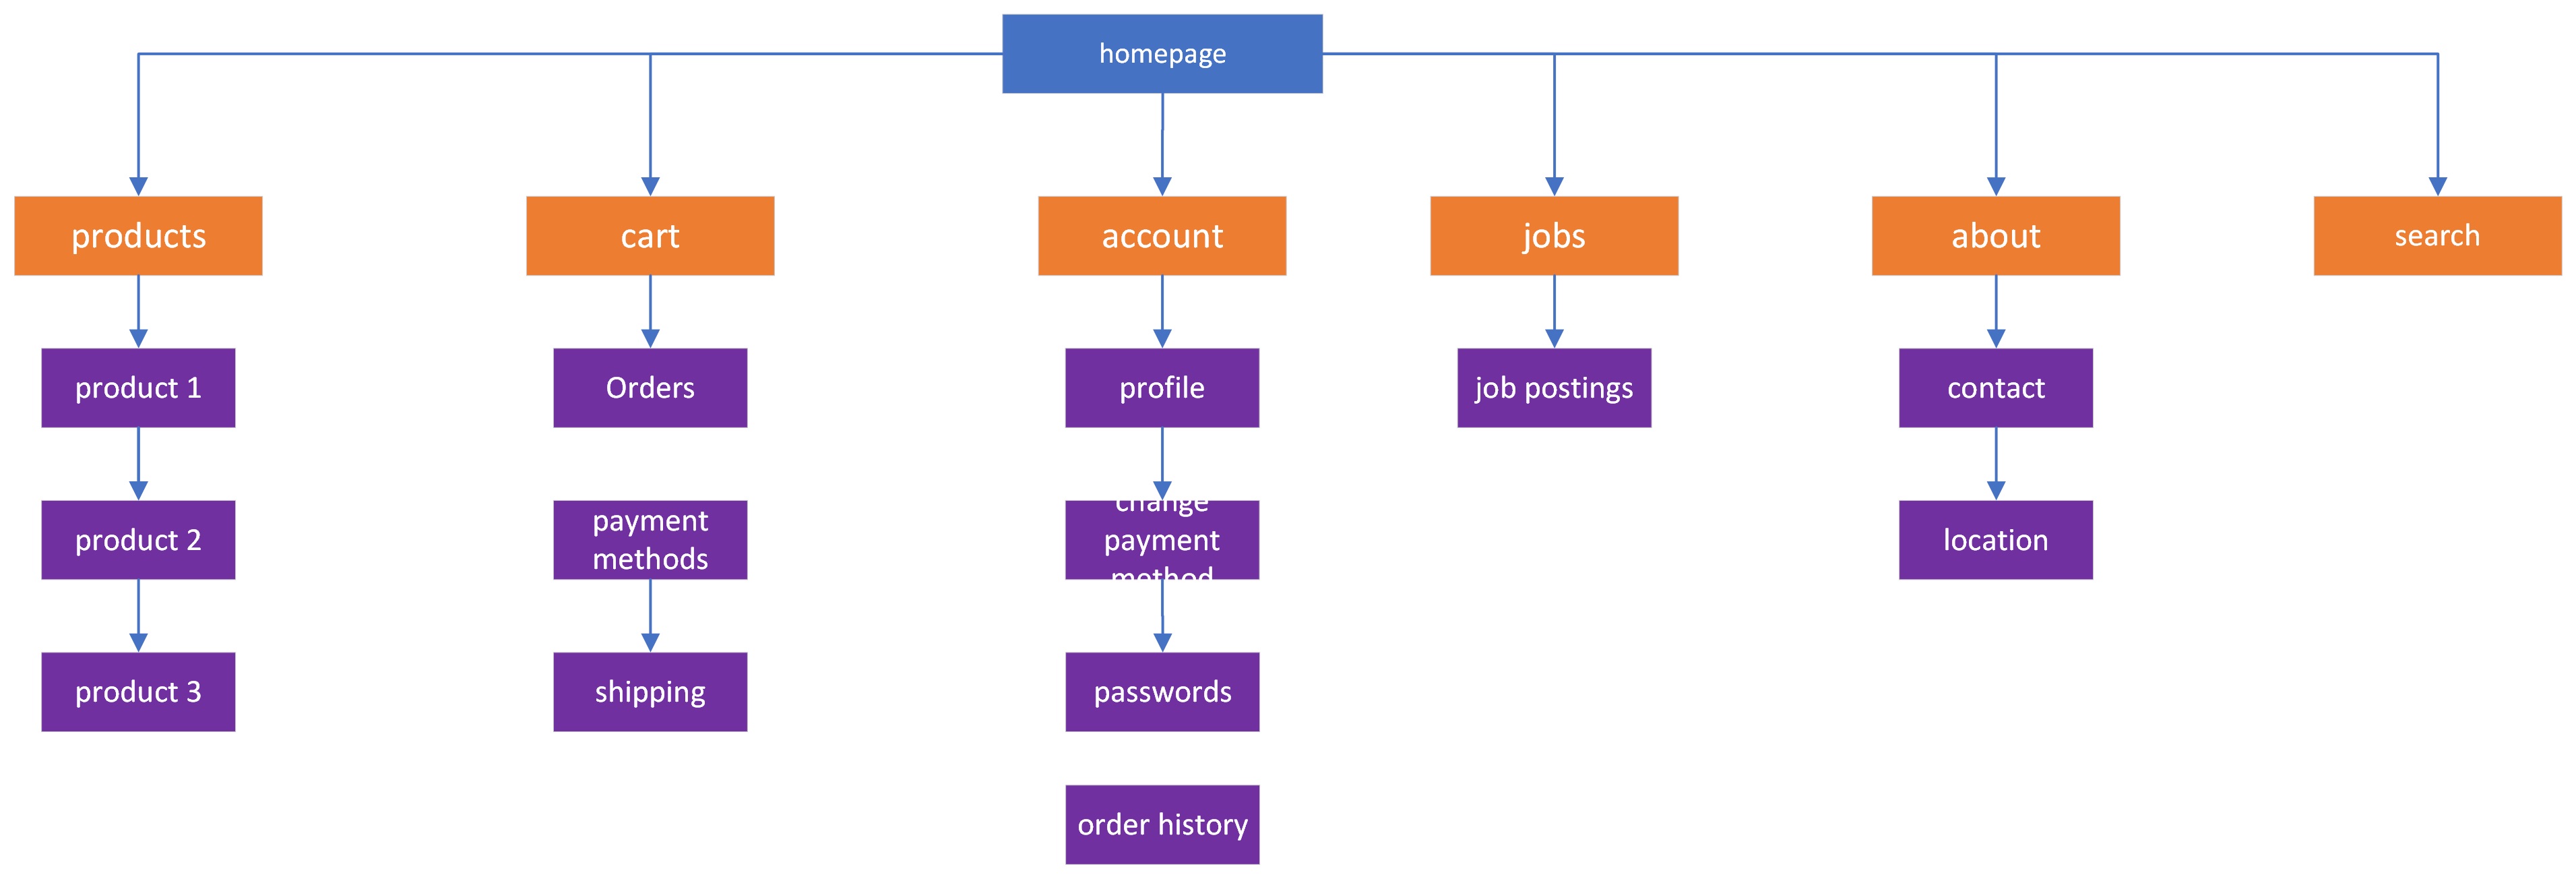 homepage
products
cart
account
jobs
about
search
product 1
Orders
profile
job postings
contact
product 2
payment
methods
change
payment
method
location
product 3
shipping
passwords
order history